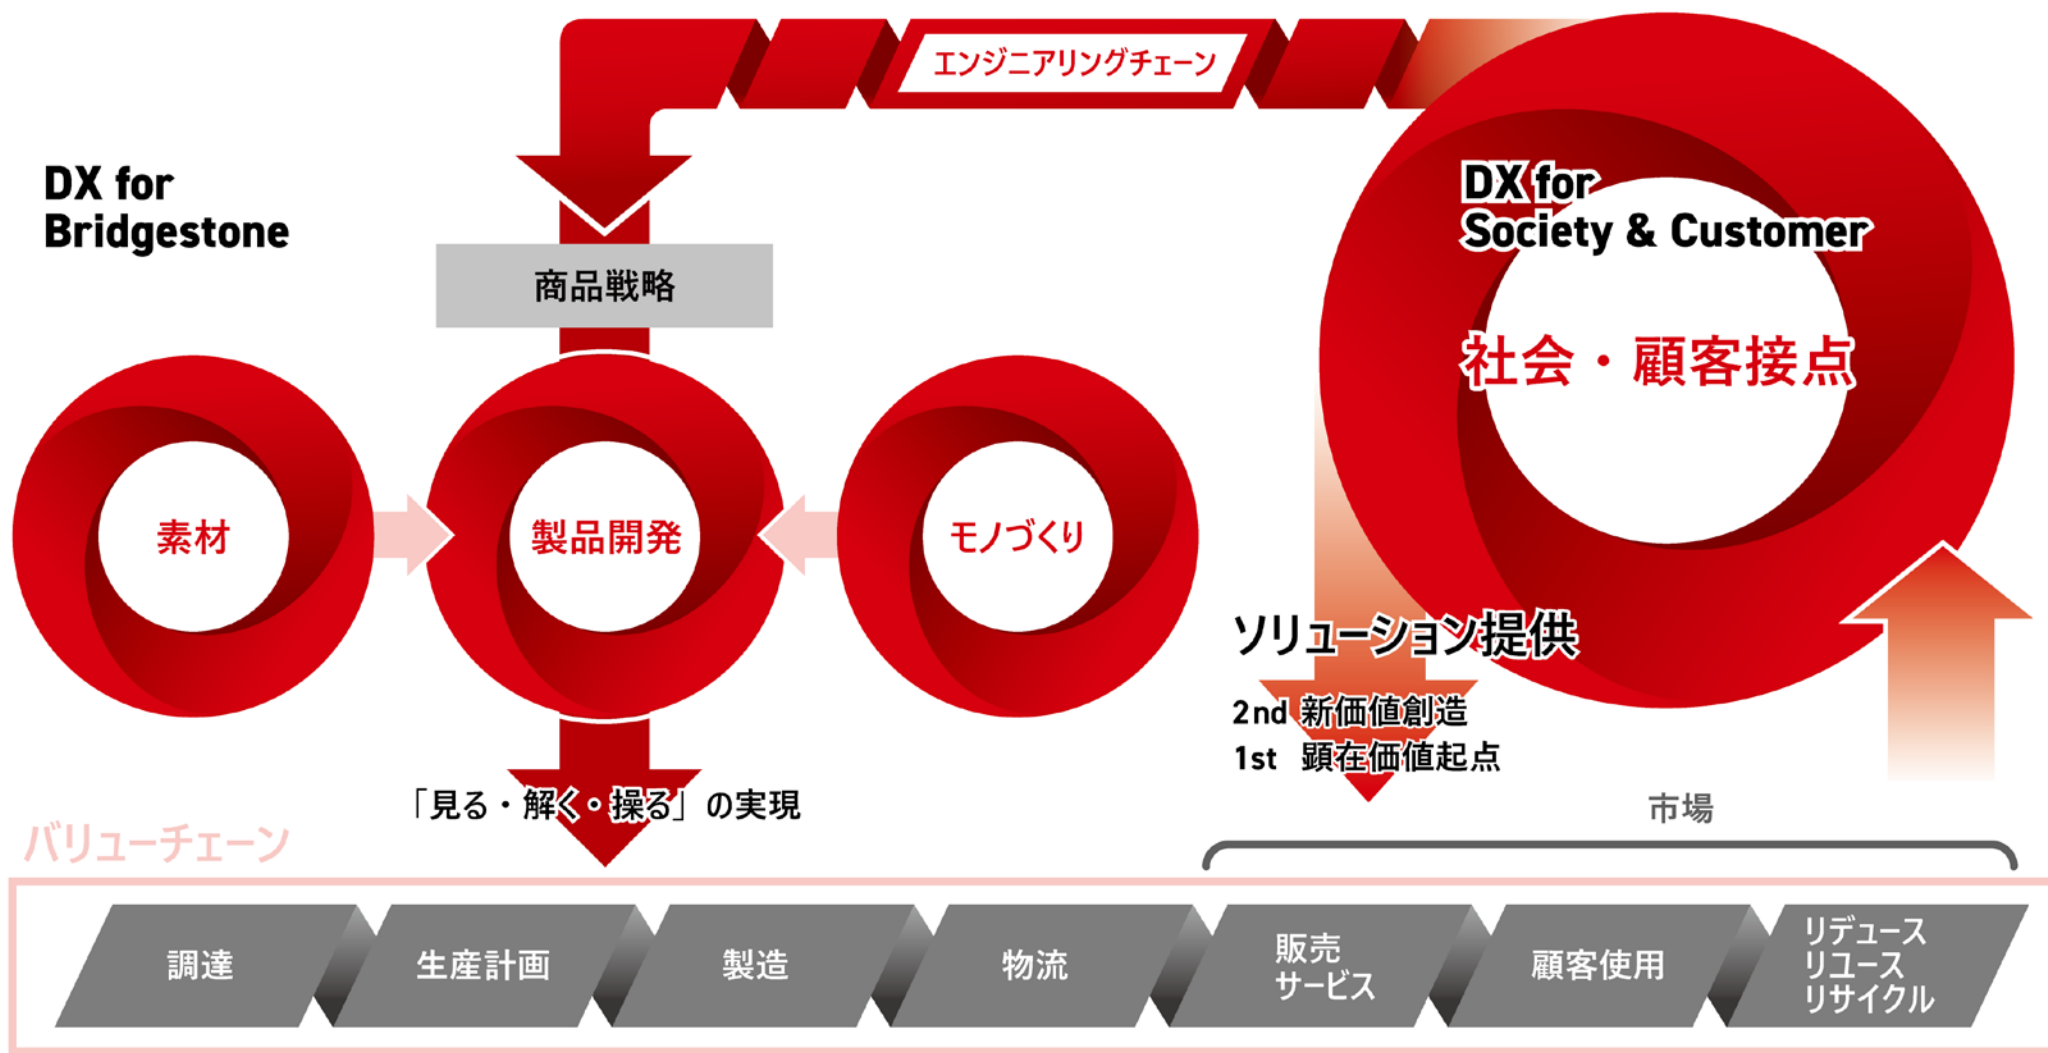 エンジニアリングチェーン
DX for
Bridgestone
DX for
Society & Customer
商品戦略
社会・顧客接点
素材
製品開発
モノづくり
ソリューション提供
2nd 新価値創造
1st 顕在価値起点
「見る・解く・操る」の実現
市場
バリューチェーン
調達
生産計画
製造
物流
販売
サービス
顧客使用
リデュース
リユース
リサイクル